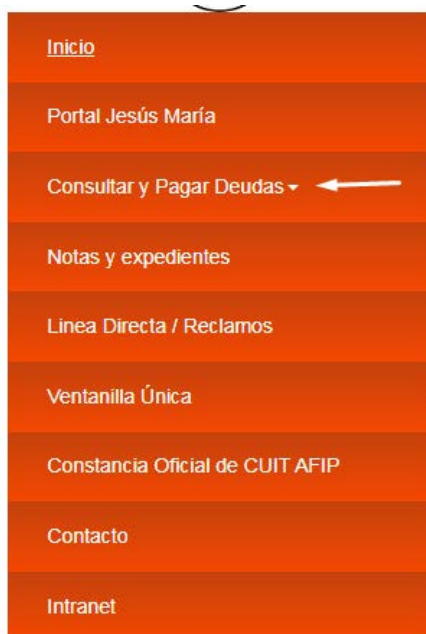 Inicio
Portal Jesús María
Consultar y Pagar Deudas
Notas y expedientes
Linea Directa / Reclamos
Ventanilla Única
Constancia Oficial de CUIT AFIP
Contacto
Intranet